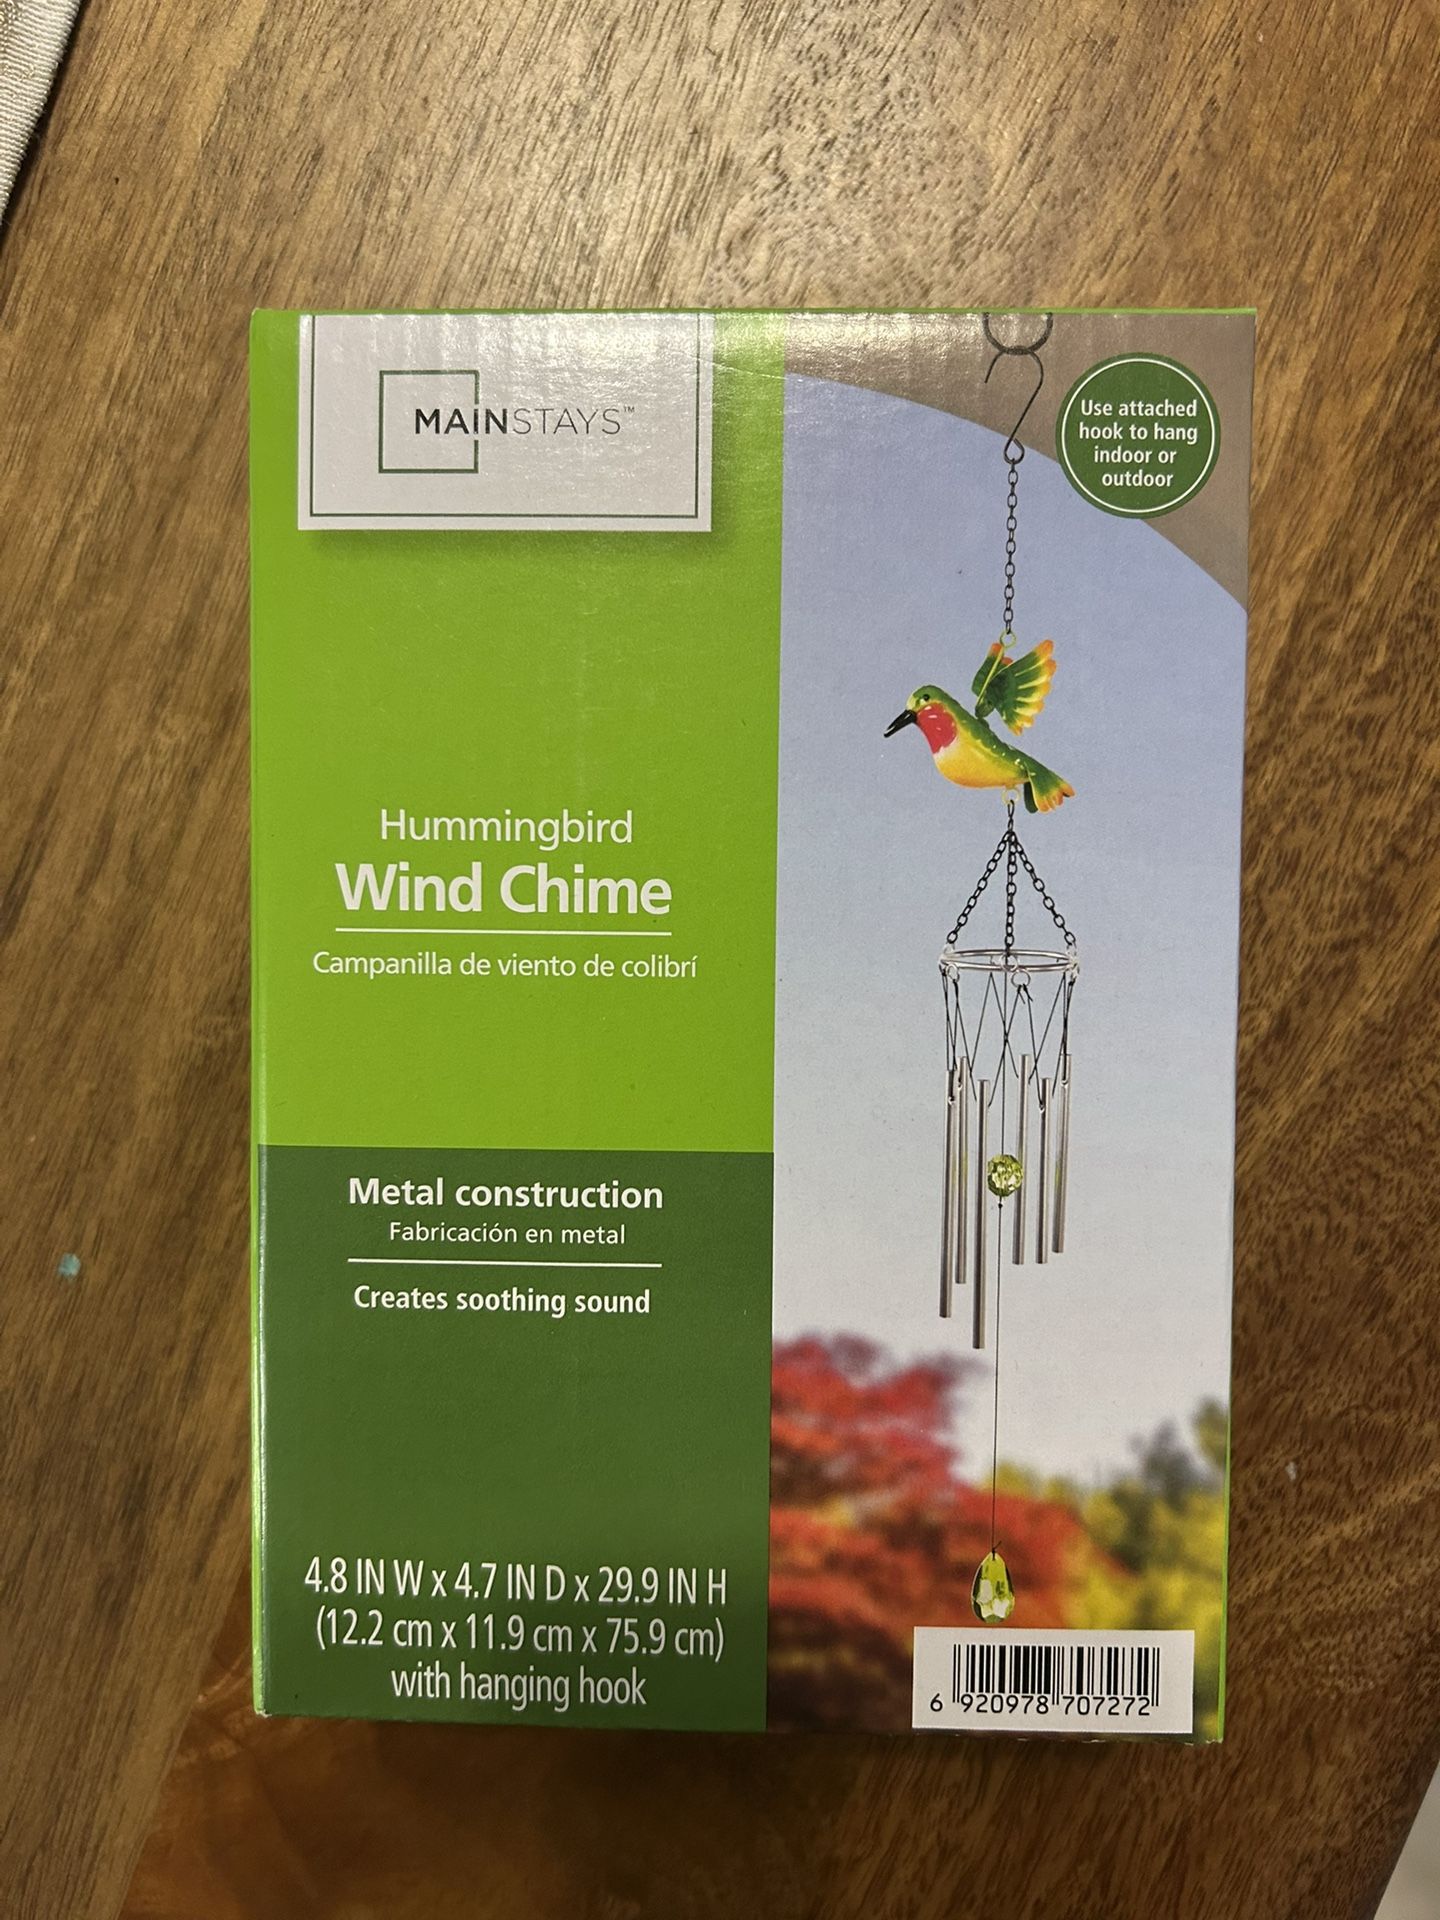 MAINSTAYS™
Use attached
hook to hang
indoor or
outdoor
Hummingbird
Wind Chime
Campanilla de viento de colibrí
Metal construction
Fabricación en metal
Creates soothing sound
4.8 IN W x 4.7 IN D x 29.9 IN H
(12.2 cm x 11.9 cm x 75.9 cm)
with hanging hook
6 920978 707272